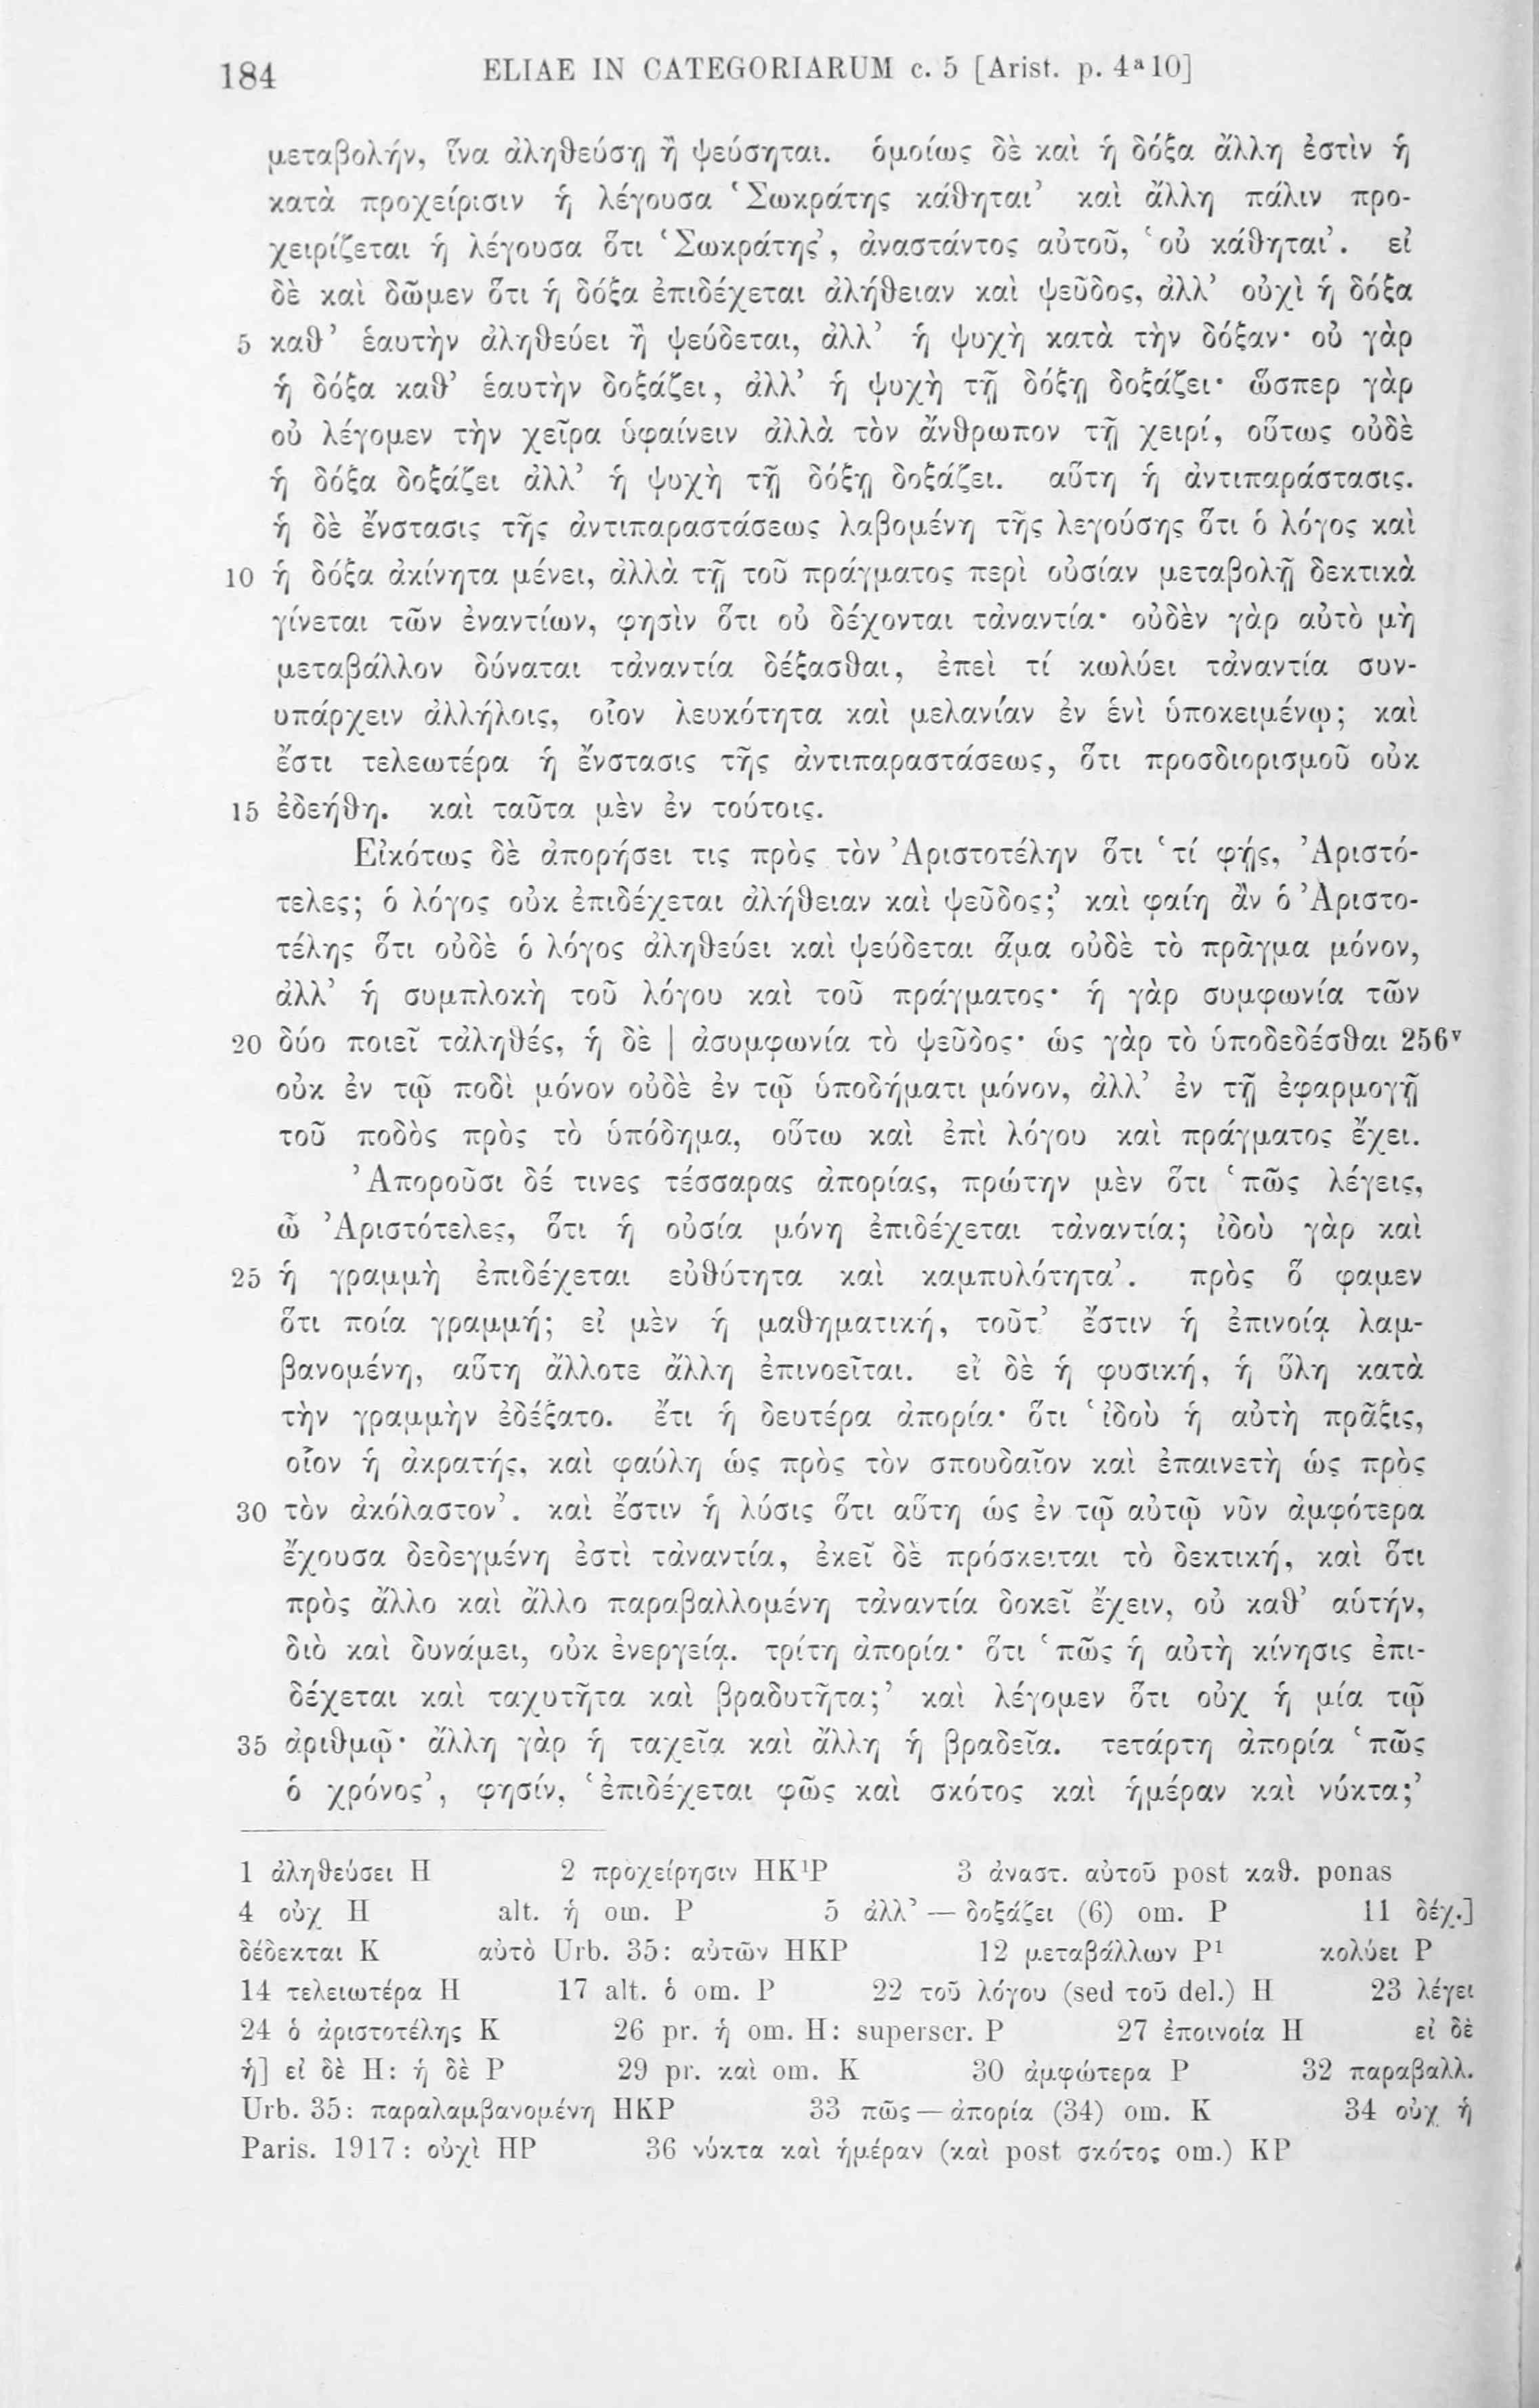 184 ELIAE IN CATEGORIARUM c. 5 [Arist. p. 4ᵃ10]
μεταβολήν, ἵνα ἀληθεύσῃ ἢ ψεύσηται. ὁμοίως δὲ καὶ ἡ δόξα ἄλλη ἐστὶν ἡ
κατὰ προχείρισιν ἡ λέγουσα ‘Σωκράτης κάθηται’ καὶ ἄλλη πάλιν προ-
χειρίζεται ἡ λέγουσα ὅτι ‘Σωκράτης’, ἀναστάντος αὐτοῦ, ‘οὐ κάθηται’. εἰ
δὲ καὶ δῶμεν ὅτι ἡ δόξα ἐπιδέχεται ἀλήθειαν καὶ ψεῦδος, ἀλλ’ οὐχὶ ἡ δόξα
5 καθ’ ἑαυτὴν ἀληθεύει ἢ ψεύδεται, ἀλλ’ ἡ ψυχὴ κατὰ τὴν δόξαν· οὐ γὰρ
ἡ δόξα καθ’ ἑαυτὴν δοξάζει, ἀλλ’ ἡ ψυχὴ τῇ δόξῃ δοξάζει· ὥσπερ γὰρ
οὐ λέγομεν τὴν χεῖρα ὑφαίνειν ἀλλὰ τὸν ἄνθρωπον τῇ χειρί, οὕτως οὐδὲ
ἡ δόξα δοξάζει ἀλλ’ ἡ ψυχὴ τῇ δόξῃ δοξάζει. αὕτη ἡ ἀντιπαράστασις.
ἡ δὲ ἔνστασις τῆς ἀντιπαραστάσεως λαβομένη τῆς λεγούσης ὅτι ὁ λόγος καὶ
10 ἡ δόξα ἀκίνητα μένει, ἀλλὰ τῇ τοῦ πράγματος περὶ οὐσίαν μεταβολῇ δεκτικὰ
γίνεται τῶν ἐναντίων, φησὶν ὅτι οὐ δέχονται τἀναντία· οὐδὲν γὰρ αὐτὸ μὴ
μεταβάλλον δύναται τἀναντία δέξασθαι, ἐπεὶ τί κωλύει τἀναντία συν-
υπάρχειν ἀλλήλοις, οἷον λευκότητα καὶ μελανίαν ἐν ἑνὶ ὑποκειμένῳ; καὶ
ἔστι τελεωτέρα ἡ ἔνστασις τῆς ἀντιπαραστάσεως, ὅτι προσδιορισμοῦ οὐκ
15 ἐδεήθη. καὶ ταῦτα μὲν ἐν τούτοις.
Εἰκότως δὲ ἀπορήσει τις πρὸς τὸν Ἀριστοτέλην ὅτι ‘τί φῄς, Ἀριστό-
τελες; ὁ λόγος οὐκ ἐπιδέχεται ἀλήθειαν καὶ ψεῦδος;’ καὶ φαίη ἂν ὁ Ἀριστο-
τέλης ὅτι οὐδὲ ὁ λόγος ἀληθεύει καὶ ψεύδεται ἅμα οὐδὲ τὸ πρᾶγμα μόνον,
ἀλλ’ ἡ συμπλοκὴ τοῦ λόγου καὶ τοῦ πράγματος· ἡ γὰρ συμφωνία τῶν
20 δύο ποιεῖ τἀληθές, ἡ δὲ | ἀσυμφωνία τὸ ψεῦδος· ὡς γὰρ τὸ ὑποδεδέσθαι 256ᵛ
οὐκ ἐν τῷ ποδὶ μόνον οὐδὲ ἐν τῷ ὑποδήματι μόνον, ἀλλ’ ἐν τῇ ἐφαρμογῇ
τοῦ ποδὸς πρὸς τὸ ὑπόδημα, οὕτω καὶ ἐπὶ λόγου καὶ πράγματος ἔχει.
Ἀποροῦσι δέ τινες τέσσαρας ἀπορίας, πρώτην μὲν ὅτι ‘πῶς λέγεις,
ὦ Ἀριστότελες, ὅτι ἡ οὐσία μόνη ἐπιδέχεται τἀναντία; ἰδοὺ γὰρ καὶ
25 ἡ γραμμὴ ἐπιδέχεται εὐθύτητα καὶ καμπυλότητα’. πρὸς ὅ φαμεν
ὅτι ποία γραμμή; εἰ μὲν ἡ μαθηματική, τοῦτ’ ἔστιν ἡ ἐπινοίᾳ λαμ-
βανομένη, αὕτη ἄλλοτε ἄλλη ἐπινοεῖται. εἰ δὲ ἡ φυσική, ἡ ὕλη κατὰ
τὴν γραμμὴν ἐδέξατο. ἔτι ἡ δευτέρα ἀπορία· ὅτι ‘ἰδοὺ ἡ αὐτὴ πρᾶξις,
οἷον ἡ ἀκρατής, καὶ φαύλη ὡς πρὸς τὸν σπουδαῖον καὶ ἐπαινετὴ ὡς πρὸς
30 τὸν ἀκόλαστον’. καὶ ἔστιν ἡ λύσις ὅτι αὕτη ὡς ἐν τῷ αὐτῷ νῦν ἀμφότερα
ἔχουσα δεδεγμένη ἐστὶ τἀναντία, ἐκεῖ δὲ πρόσκειται τὸ δεκτική, καὶ ὅτι
πρὸς ἄλλο καὶ ἄλλο παραβαλλομένη τἀναντία δοκεῖ ἔχειν, οὐ καθ’ αὑτήν,
διὸ καὶ δυνάμει, οὐκ ἐνεργείᾳ. τρίτη ἀπορία· ὅτι ‘πῶς ἡ αὐτὴ κίνησις ἐπι-
δέχεται καὶ ταχυτῆτα καὶ βραδυτῆτα;’ καὶ λέγομεν ὅτι οὐχ ἡ μία τῷ
35 ἀριθμῷ· ἄλλη γὰρ ἡ ταχεῖα καὶ ἄλλη ἡ βραδεῖα. τετάρτη ἀπορία ‘πῶς
ὁ χρόνος’, φησίν, ‘ἐπιδέχεται φῶς καὶ σκότος καὶ ἡμέραν καὶ νύκτα;’
1 ἀληθεύσει H 2 προχείρησιν HK¹P 3 ἀναστ. αὐτοῦ post καθ. ponas
4 οὐχ H alt. ἡ om. P 5 ἀλλ’ — δοξάζει (6) om. P 11 δέχ.]
δέδεκται K αὐτὸ Urb. 35: αὐτῶν HKP 12 μεταβάλλων P¹ κολύει P
14 τελειωτέρα H 17 alt. ὁ om. P 22 τοῦ λόγου (sed τοῦ del.) H 23 λέγει
24 ὁ ἀριστοτέλης K 26 pr. ἡ om. H: superscr. P 27 ἐποινοία H εἰ δὲ
ἡ] εἰ δὲ H: ἡ δὲ P 29 pr. καὶ om. K 30 ἀμφώτερα P 32 παραβαλλ.
Urb. 35: παραλαμβανομένη HKP 33 πῶς — ἀπορία (34) om. K 34 οὐχ ἡ
Paris. 1917: οὐχὶ HP 36 νύκτα καὶ ἡμέραν (καὶ post σκότος om.) KP